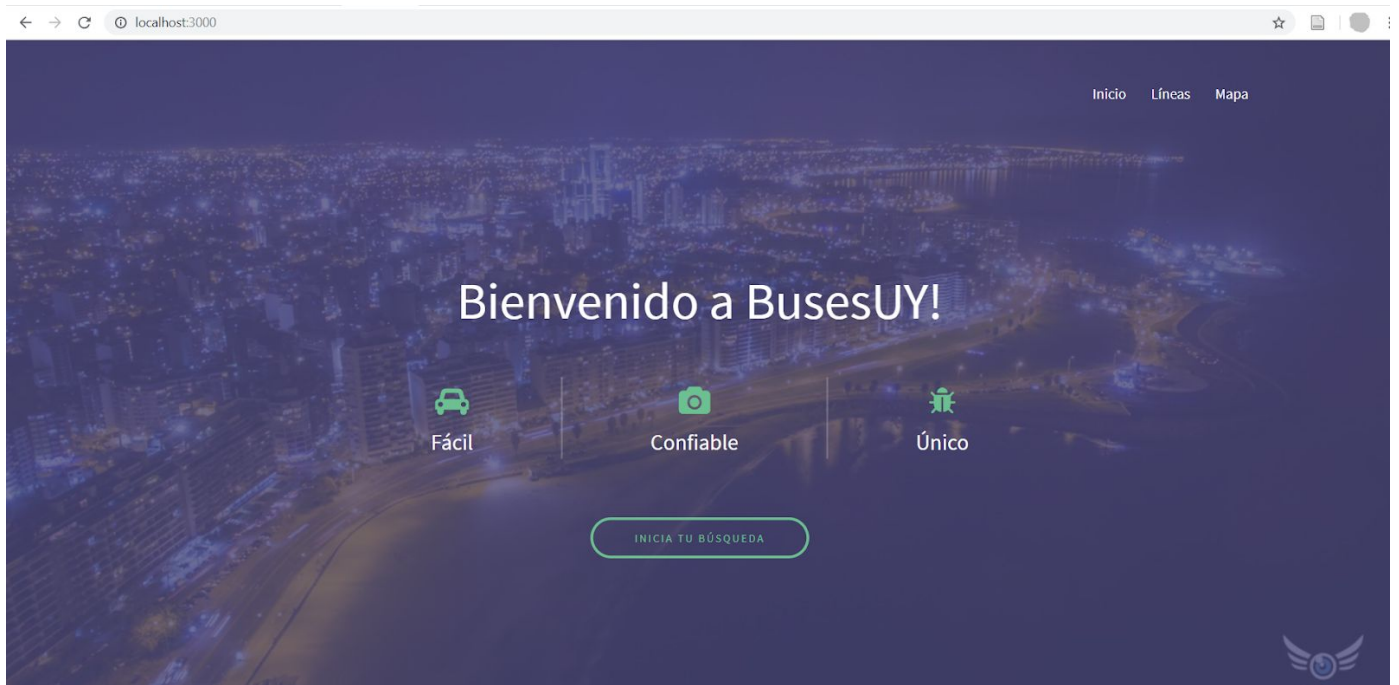 localhost:3000
Inicio Líneas Mapa
Bienvenido a BusesUY!
Fácil Confiable Único
INICIA TU BÚSQUEDA